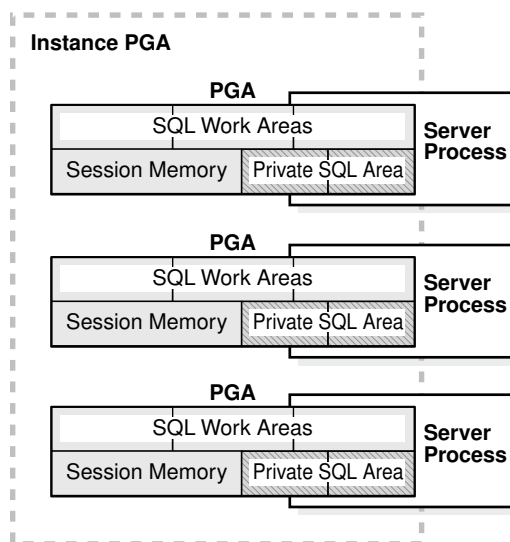 Instance PGA
PGA
SQL Work Areas
Server
Process
Session Memory
Private SQL Area
PGA
SQL Work Areas
Server
Process
Session Memory
Private SQL Area
PGA
SQL Work Areas
Server
Process
Session Memory
Private SQL Area